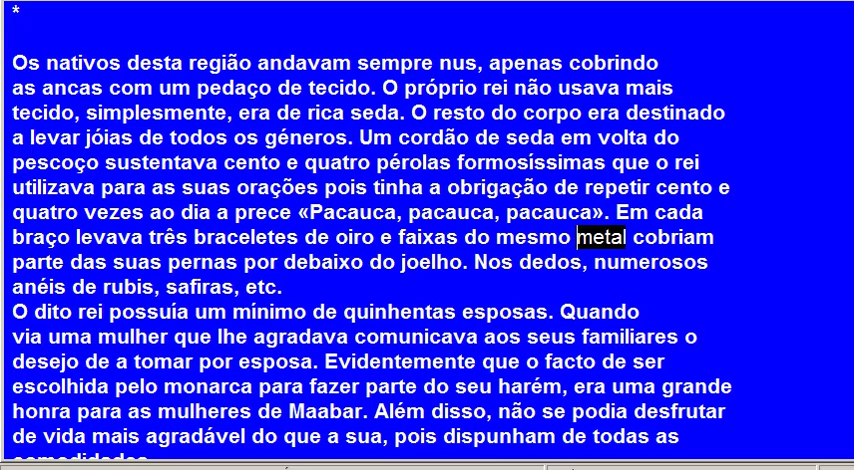 *
Os nativos desta região andavam sempre nus, apenas cobrindo
as ancas com um pedaço de tecido. O próprio rei não usava mais
tecido, simplesmente, era de rica seda. O resto do corpo era destinado
a levar jóias de todos os géneros. Um cordão de seda em volta do
pescoço sustentava cento e quatro pérolas formosíssimas que o rei
utilizava para as suas orações pois tinha a obrigação de repetir cento e
quatro vezes ao dia a prece «Pacauca, pacauca, pacauca». Em cada
braço levava três braceletes de oiro e faixas do mesmo metal cobriam
parte das suas pernas por debaixo do joelho. Nos dedos, numerosos
anéis de rubis, safiras, etc.
O dito rei possuía um mínimo de quinhentas esposas. Quando
via uma mulher que lhe agradava comunicava aos seus familiares o
desejo de a tomar por esposa. Evidentemente que o facto de ser
escolhida pelo monarca para fazer parte do seu harém, era uma grande
honra para as mulheres de Maabar. Além disso, não se podia desfrutar
de vida mais agradável do que a sua, pois dispunham de todas as
comodidades